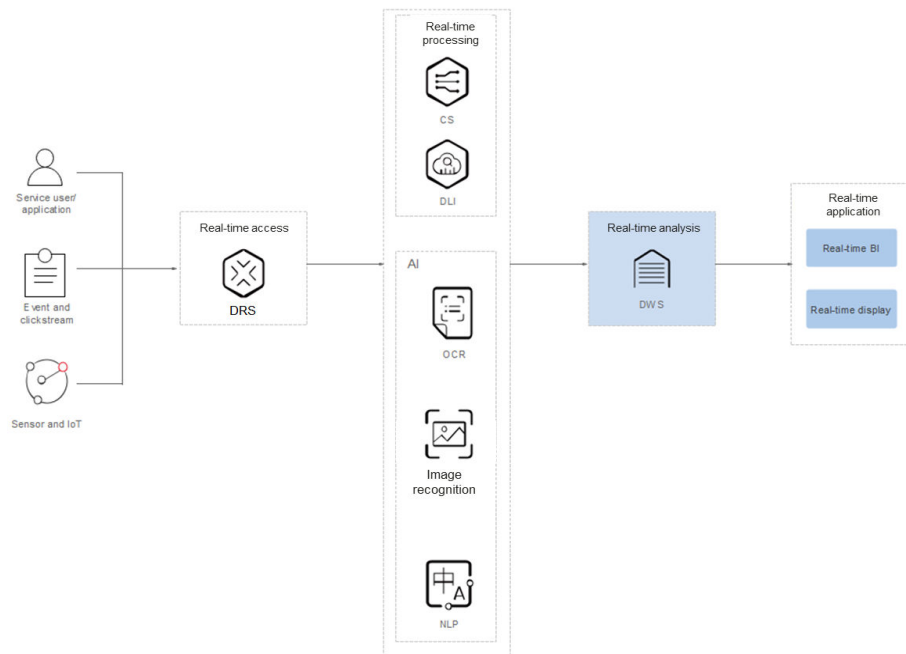 Service user/
application
Event and
clickstream
Sensor and IoT
Real-time access
DRS
Real-time
processing
CS
DLI
AI
OCR
Image
recognition
中
A
NLP
Real-time analysis
DWS
Real-time
application
Real-time BI
Real-time display